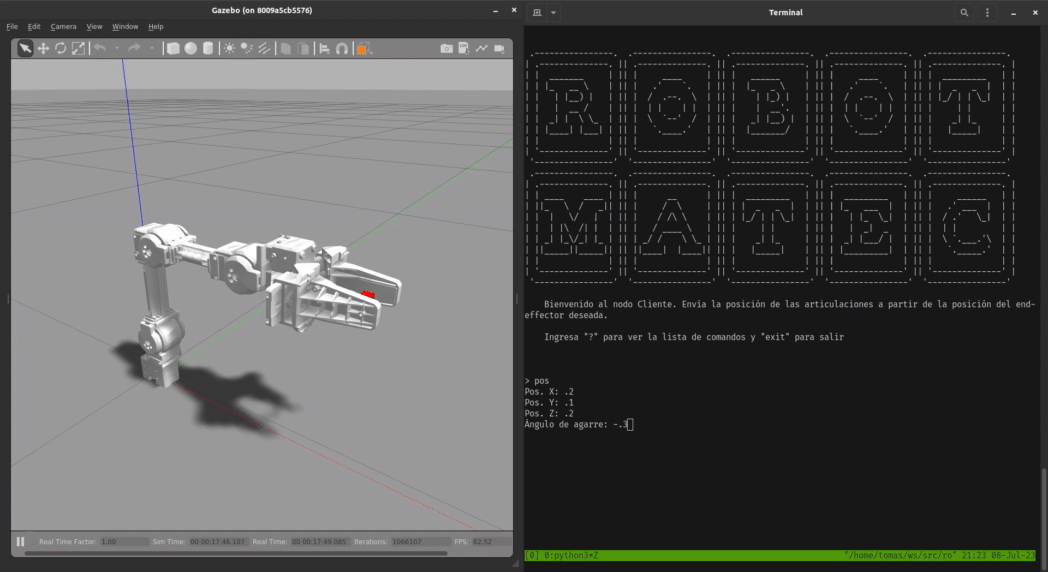 Gazebo (on 8009a5cb5576)
File Edit Camera View Window Help
Real Time Factor: 1.00 Sim Time: 00 00:17:46.187 Real Time: 00 00:17:49.085 Iterations: 1066107 FPS: 62.52
Terminal
ROBOT
MATEC
Bienvenido al nodo Cliente. Envia la posición de las articulaciones a partir de la posición del end-
effector deseada.
Ingresa "?" para ver la lista de comandos y "exit" para salir
> pos
Pos. X: .2
Pos. Y: .1
Pos. Z: .2
Ángulo de agarre: -.3
[0] 0:python3*Z "/home/tomas/ws/src/ro" 21:23 08-Jul-23